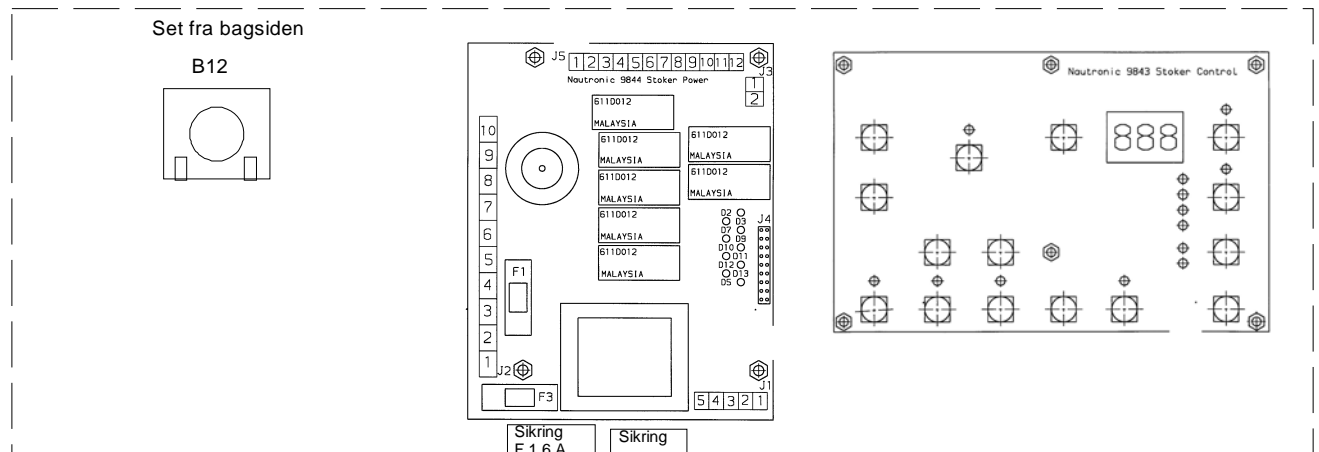 Set fra bagsiden
B12
J5 1 2 3 4 5 6 7 8 9 10 11 12
J3
Nautronic 9844 Stoker Power
1
2
611D012
MALAYSIA
611D012
MALAYSIA
611D012
MALAYSIA
611D012
MALAYSIA
611D012
MALAYSIA
611D012
MALAYSIA
611D012
MALAYSIA
10
9
8
7
6
5
4
3
2
1
J2
F1
F3
D2
D3
D7
D9
D10
D11
D12
D13
D5
J4
J1
5 4 3 2 1
Nautronic 9843 Stoker Control
888
Sikring
F 1,6 A
Sikring